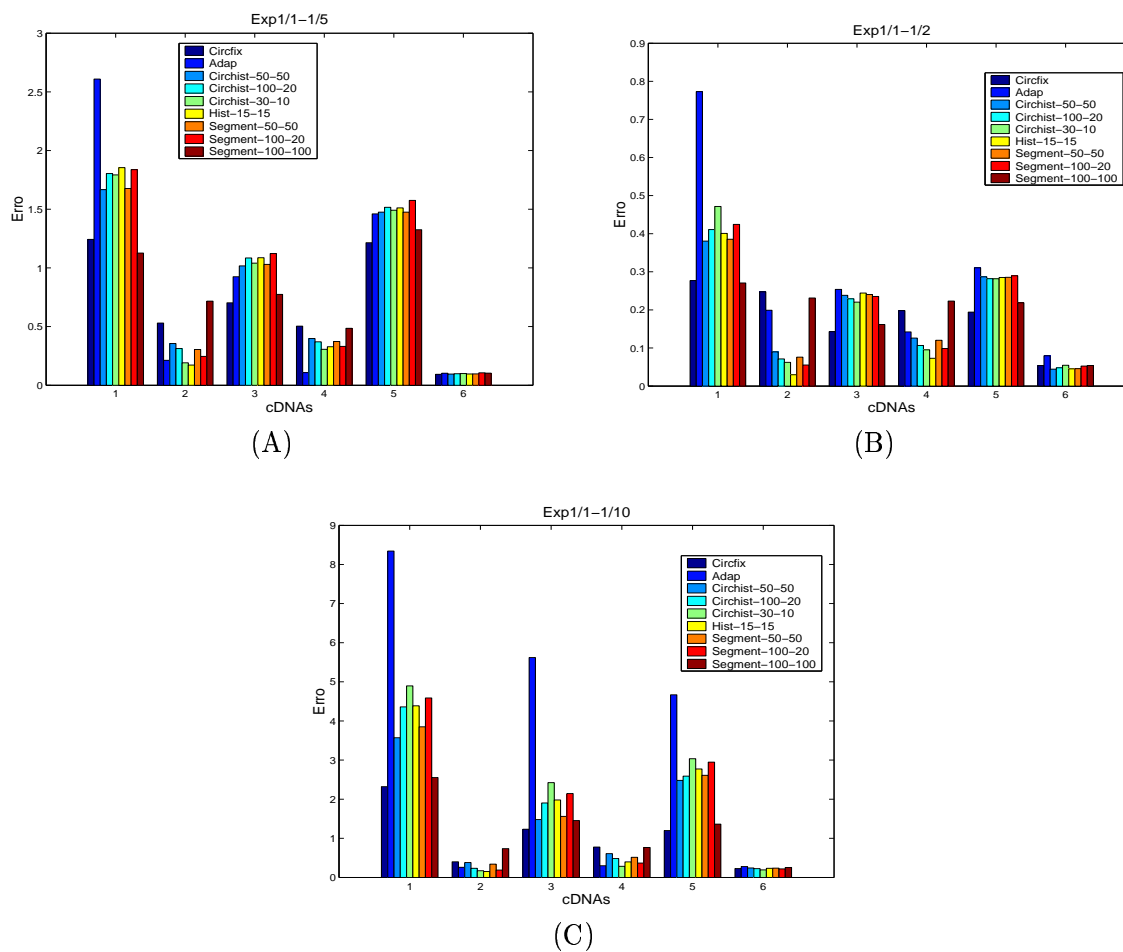 Exp1/1−1/5
3
2.5
2
1.5
1
0.5
0
Erro
Circfix
Adap
Circhist−50−50
Circhist−100−20
Circhist−30−10
Hist−15−15
Segment−50−50
Segment−100−20
Segment−100−100
1 2 3 4 5 6
cDNAs
(A)
Exp1/1−1/2
0.9
0.8
0.7
0.6
0.5
0.4
0.3
0.2
0.1
0
Erro
Circfix
Adap
Circhist−50−50
Circhist−100−20
Circhist−30−10
Hist−15−15
Segment−50−50
Segment−100−20
Segment−100−100
1 2 3 4 5 6
cDNAs
(B)
Exp1/1−1/10
9
8
7
6
5
4
3
2
1
0
Erro
Circfix
Adap
Circhist−50−50
Circhist−100−20
Circhist−30−10
Hist−15−15
Segment−50−50
Segment−100−20
Segment−100−100
1 2 3 4 5 6
cDNAs
(C)